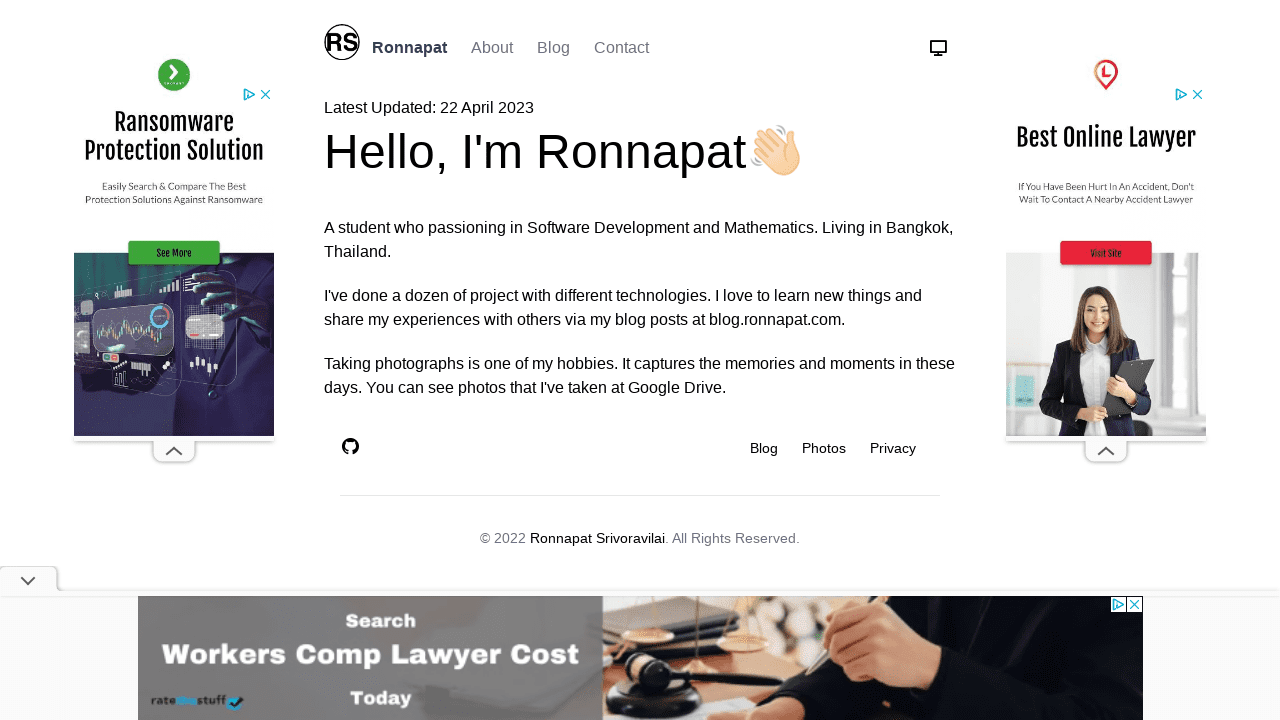 RS Ronnapat About Blog Contact
Latest Updated: 22 April 2023
Hello, I'm Ronnapat
A student who passioning in Software Development and Mathematics. Living in Bangkok,
Thailand.
I've done a dozen of project with different technologies. I love to learn new things and
share my experiences with others via my blog posts at blog.ronnapat.com.
Taking photographs is one of my hobbies. It captures the memories and moments in these
days. You can see photos that I've taken at Google Drive.
Blog Photos Privacy
© 2022 Ronnapat Srivoravilai. All Rights Reserved.
Ransomware
Protection Solution
Easily Search & Compare The Best
Protection Solutions Against Ransomware
See More
Best Online Lawyer
If You Have Been Hurt In An Accident, Don't
Wait To Contact A Nearby Accident Lawyer
Visit Site
Search
Workers Comp Lawyer Cost
Today